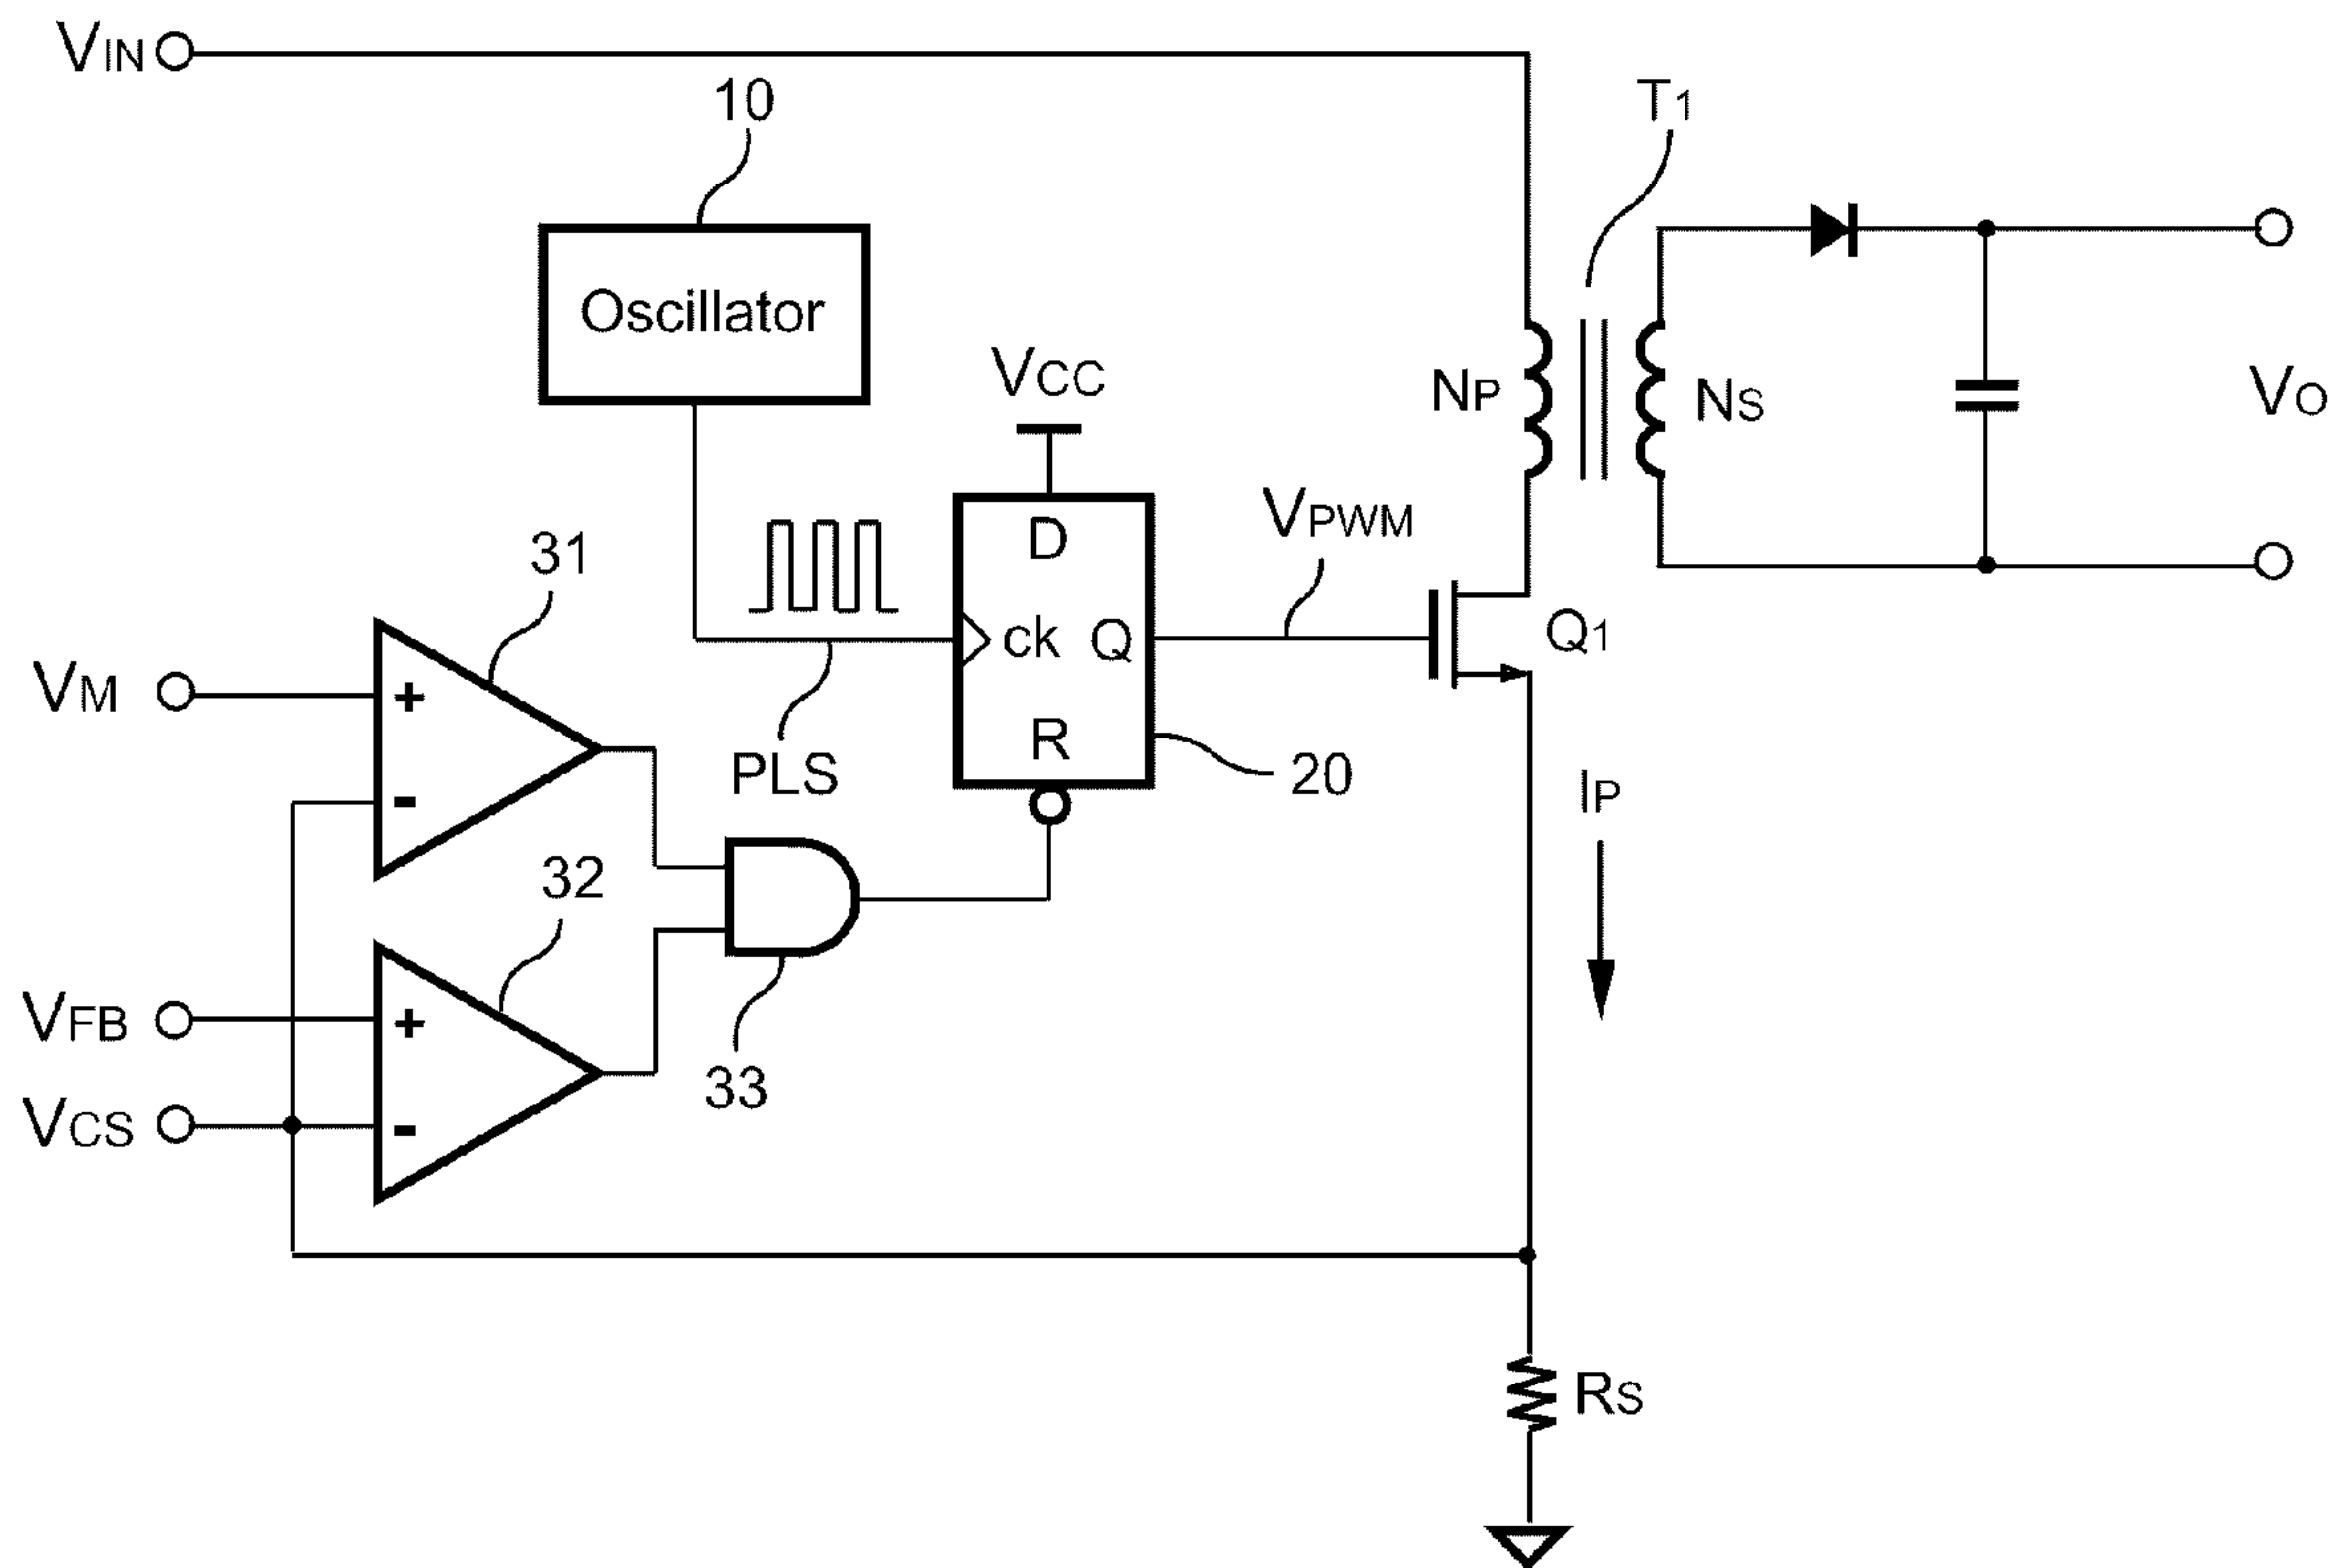 VIN
10
T1
Oscillator
VCC
NP
NS
VO
VPWM
D
31
ck
Q
Q1
VM
+
R
PLS
20
IP
-
32
VFB
+
33
VCS
-
RS